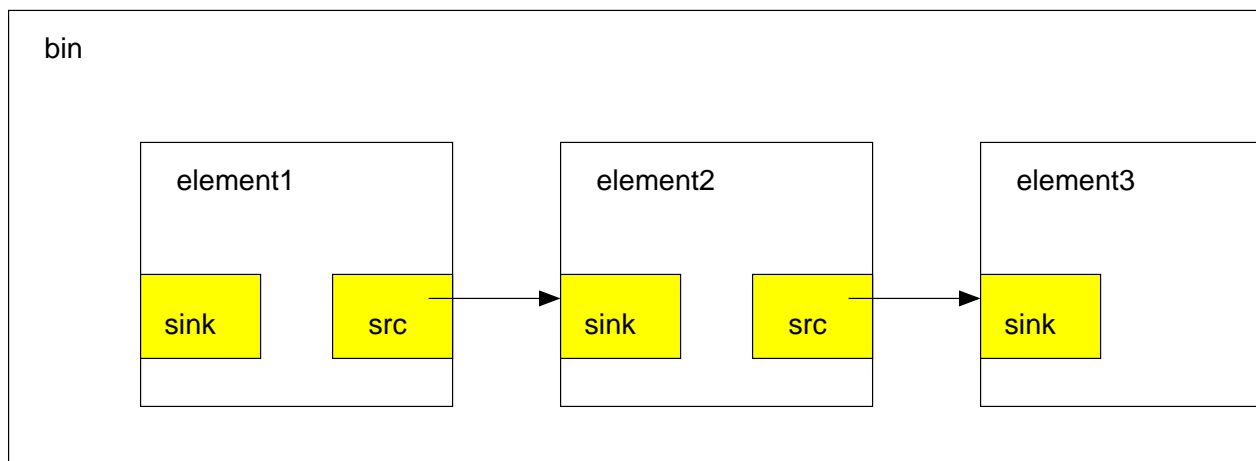 bin
element1
element2
element3
sink
src
sink
src
sink